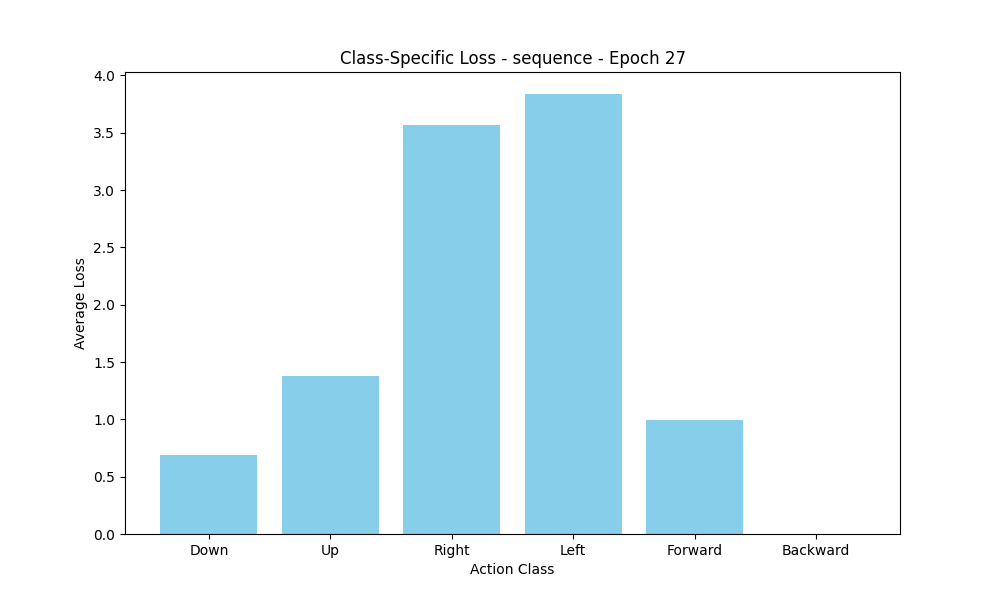 Class-Specific Loss - sequence - Epoch 27
Average Loss
4.0
3.5
3.0
2.5
2.0
1.5
1.0
0.5
0.0
Down Up Right Left Forward Backward
Action Class